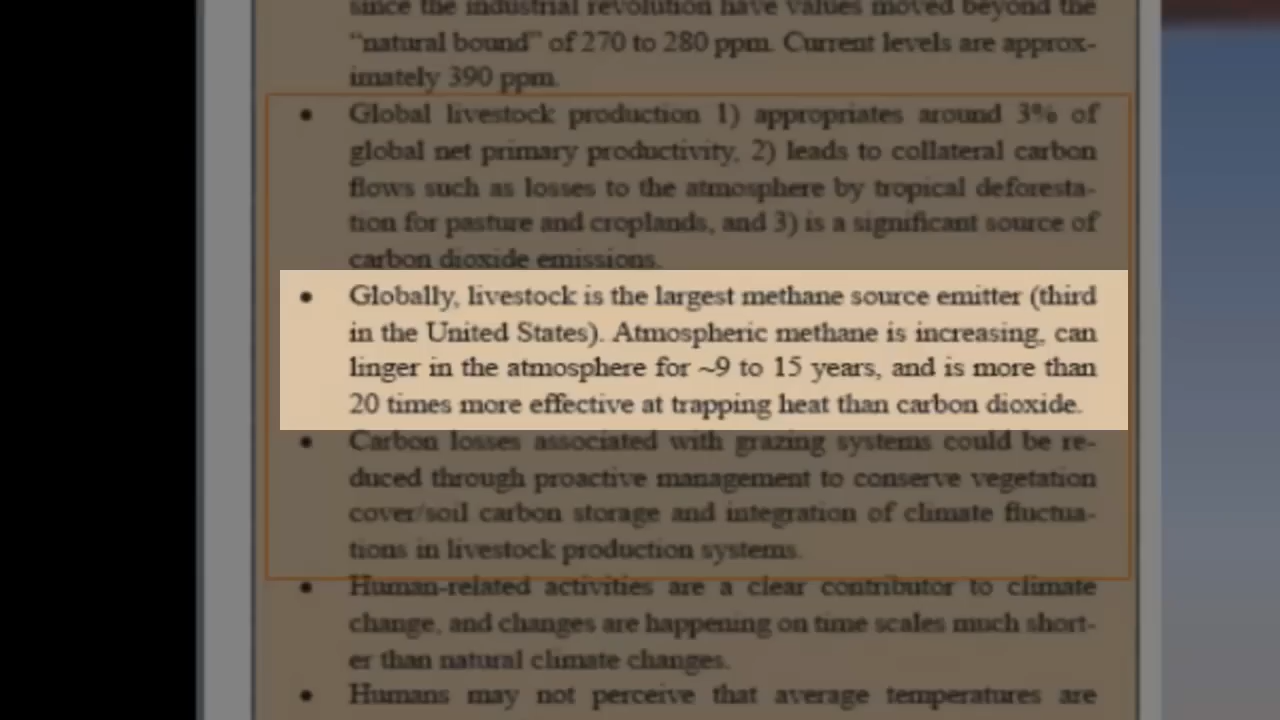 since the industrial revolution have values moved beyond the
“natural bound” of 270 to 280 ppm. Current levels are approx-
imately 390 ppm.
• Global livestock production 1) appropriates around 3% of
global net primary productivity, 2) leads to collateral carbon
flows such as losses to the atmosphere by tropical deforesta-
tion for pasture and croplands, and 3) is a significant source of
carbon dioxide emissions.
• Globally, livestock is the largest methane source emitter (third
in the United States). Atmospheric methane is increasing, can
linger in the atmosphere for ~9 to 15 years, and is more than
20 times more effective at trapping heat than carbon dioxide.
• Carbon losses associated with grazing systems could be re-
duced through proactive management to conserve vegetation
cover/soil carbon storage and integration of climate fluctua-
tions in livestock production systems.
• Human-related activities are a clear contributor to climate
change, and changes are happening on time scales much short-
er than natural climate changes.
• Humans may not perceive that average temperatures are